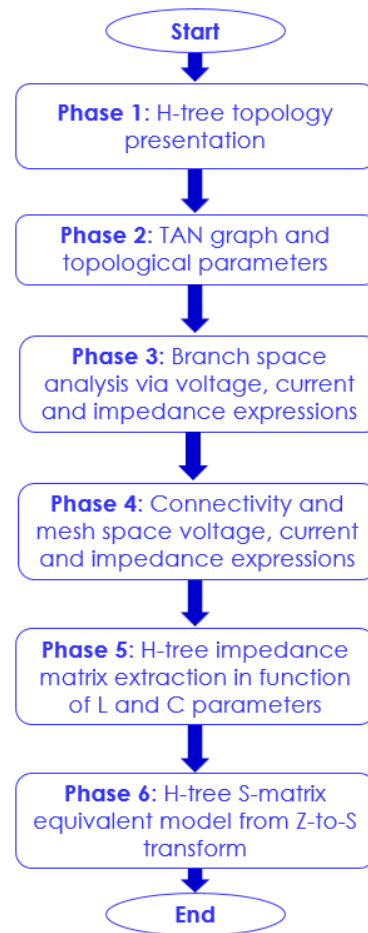 Start
Phase 1: H-tree topology
presentation
Phase 2: TAN graph and
topological parameters
Phase 3: Branch space
analysis via voltage, current
and impedance expressions
Phase 4: Connectivity and
mesh space voltage, current
and impedance expressions
Phase 5: H-tree impedance
matrix extraction in function
of L and C parameters
Phase 6: H-tree S-matrix
equivalent model from Z-to-S
transform
End